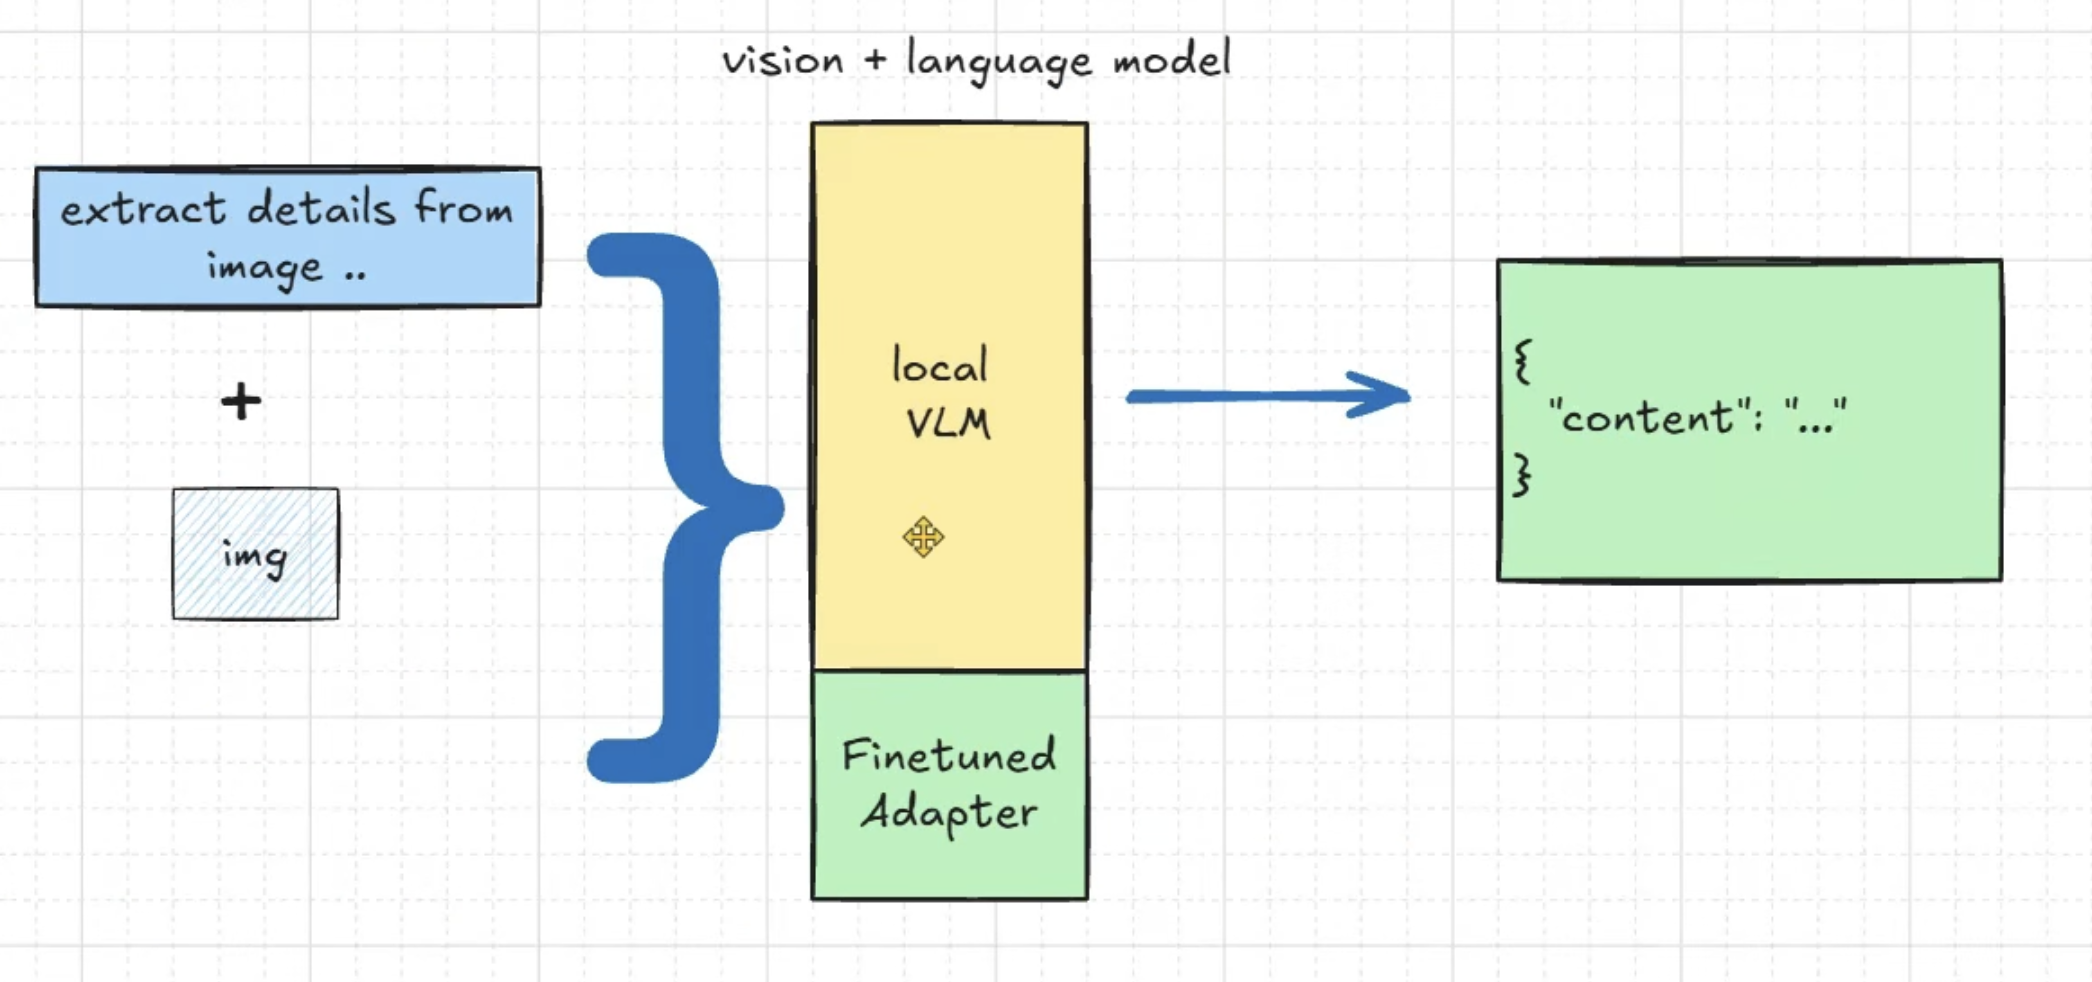 vision + language model
extract details from
image ..
+
img
local
VLM
Finetuned
Adapter
{
"content": "..."
}